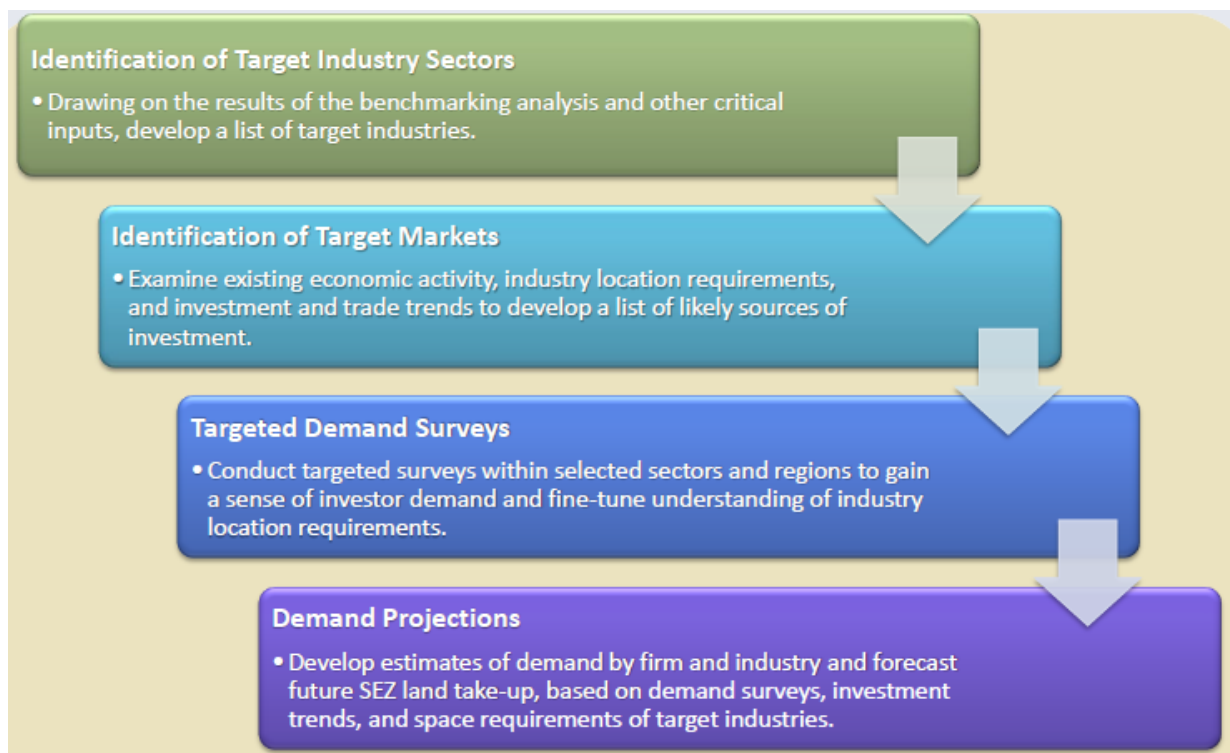 Identification of Target Industry Sectors
• Drawing on the results of the benchmarking analysis and other critical
inputs, develop a list of target industries.
Identification of Target Markets
• Examine existing economic activity, industry location requirements,
and investment and trade trends to develop a list of likely sources of
investment.
Targeted Demand Surveys
• Conduct targeted surveys within selected sectors and regions to gain
a sense of investor demand and fine-tune understanding of industry
location requirements.
Demand Projections
• Develop estimates of demand by firm and industry and forecast
future SEZ land take-up, based on demand surveys, investment
trends, and space requirements of target industries.